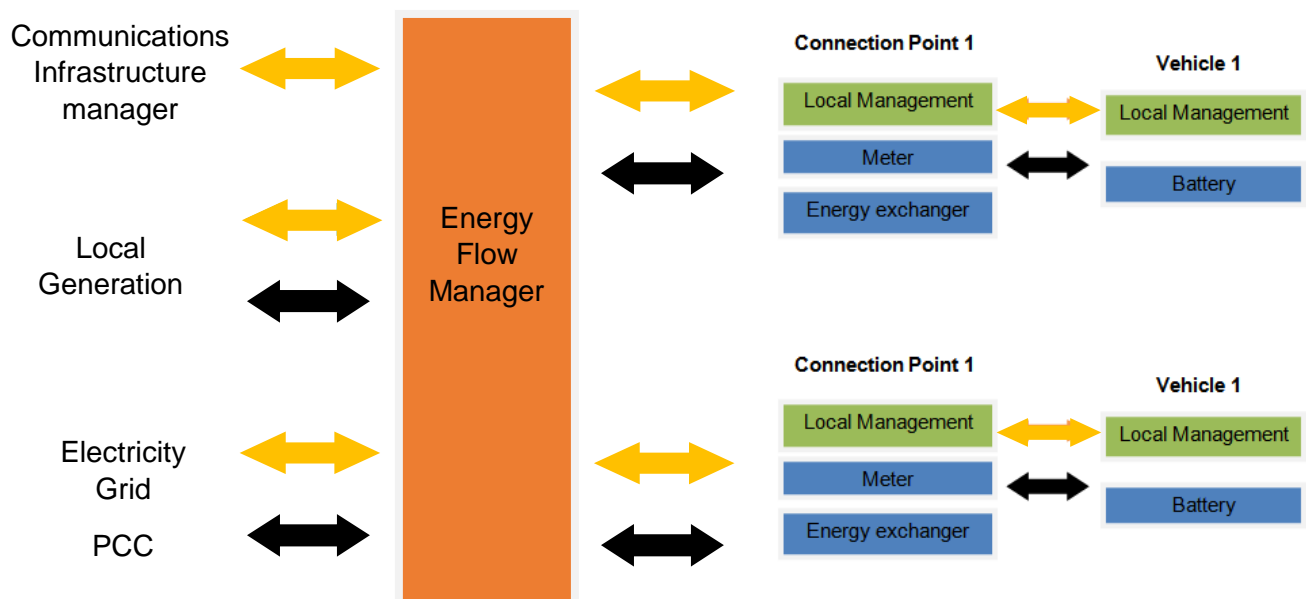 Communications
Infrastructure
manager
Local
Generation
Electricity
Grid
PCC
Energy
Flow
Manager
Connection Point 1
Local Management
Meter
Energy exchanger
Vehicle 1
Local Management
Battery
Connection Point 1
Local Management
Meter
Energy exchanger
Vehicle 1
Local Management
Battery